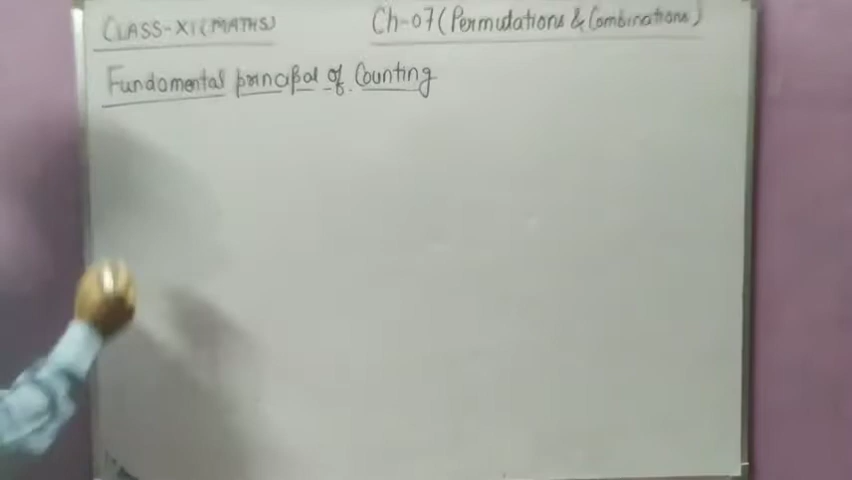 CLASS-XI(MATHS)
Ch-07(Permutations & Combinations)
Fundamental principal of Counting